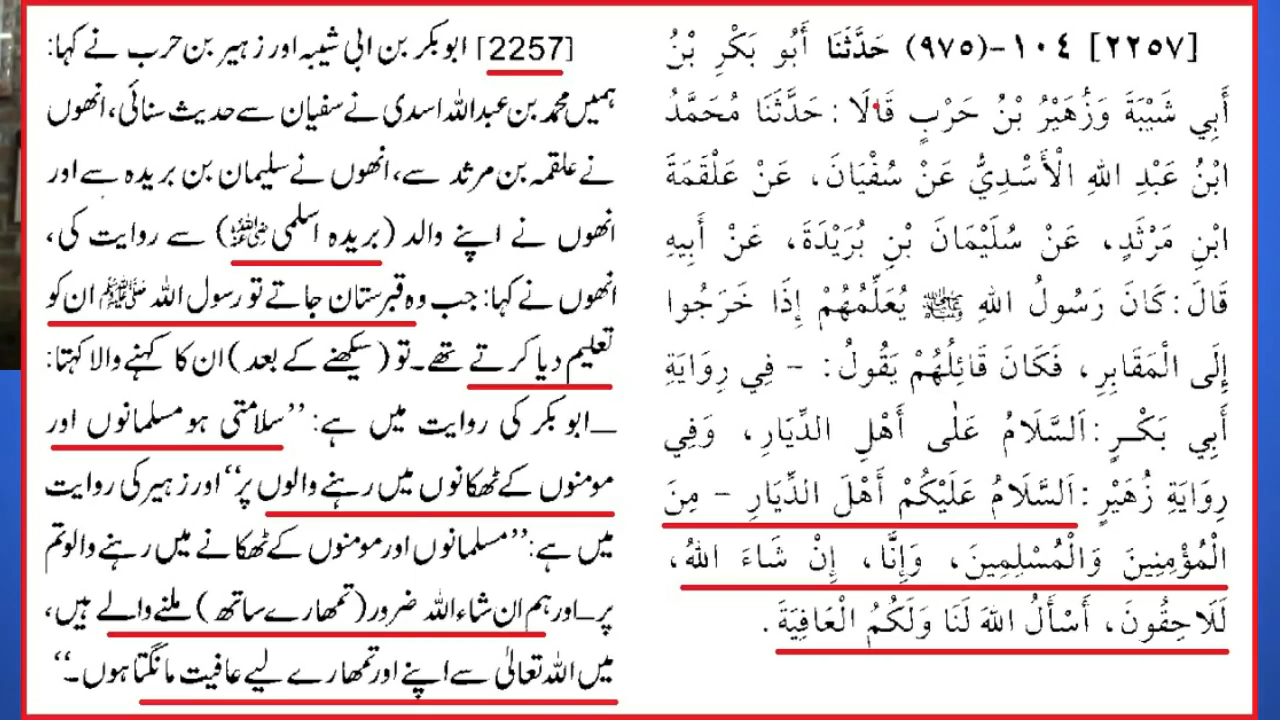 [٢٢٥٧] ١٠٤-(٩٧٥) حَدَّثَنَا أَبُو بَكْرِ بْنُ
أَبِي شَيْبَةَ وَزُهَيْرُ بْنُ حَرْبٍ قَالَا: حَدَّثَنَا مُحَمَّدُ
ابْنُ عَبْدِ اللهِ الْأَسْدِيُّ عَنْ سُفْيَانَ، عَنْ عَلْقَمَةَ
ابْنِ مَرْثَدٍ، عَنْ سُلَيْمَانَ بْنِ بُرَيْدَةَ، عَنْ أَبِيهِ
قَالَ: كَانَ رَسُولُ اللهِ ﷺ يُعَلِّمُهُمْ إِذَا خَرَجُوا
إِلَى الْمَقَابِرِ، فَكَانَ قَائِلُهُمْ يَقُولُ: - فِي رِوَايَةِ
أَبِي بَكْرٍ: اَلسَّلَامُ عَلٰى أَهْلِ الدِّيَارِ، وَفِي
رِوَايَةِ زُهَيْرٍ: اَلسَّلَامُ عَلَيْكُمْ أَهْلَ الدِّيَارِ - مِنَ
الْمُؤْمِنِينَ وَالْمُسْلِمِينَ، وَإِنَّا، إِنْ شَاءَ اللهُ،
لَلَاحِقُونَ، أَسْأَلُ اللهَ لَنَا وَلَكُمُ الْعَافِيَةَ.
[2257] ابوبکر بن ابی شیبہ اور زہیر بن حرب نے کہا:
ہمیں محمد بن عبداللہ اسدی نے سفیان سے حدیث سنائی، انھوں
نے علقمہ بن مرثد سے، انھوں نے سلیمان بن بریدہ سے اور
انھوں نے اپنے والد (بریدہ اسلمی رضی اللہ عنہ) سے روایت کی،
انھوں نے کہا: جب وہ قبرستان جاتے تو رسول اللہ ﷺ ان کو
تعلیم دیا کرتے تھے۔ تو (سیکھنے کے بعد) ان کا کہنے والا کہتا:
_ابوبکر کی روایت میں ہے: ’’سلامتی ہو مسلمانوں اور
مومنوں کے ٹھکانوں میں رہنے والوں پر‘‘ اور زہیر کی روایت
میں ہے: ’’مسلمانوں اور مومنوں کے ٹھکانے میں رہنے والو تم
پر_اور ہم ان شاء اللہ ضرور (تمھارے ساتھ) ملنے والے ہیں،
میں اللہ تعالیٰ سے اپنے اور تمھارے لیے عافیت مانگتا ہوں۔‘‘